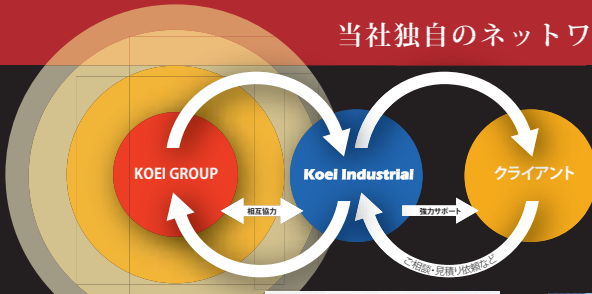 当社独自のネットワ
KOEI GROUP
Koei Industrial
クライアント
相互協力
強力サポート
ご相談・見積り依頼など